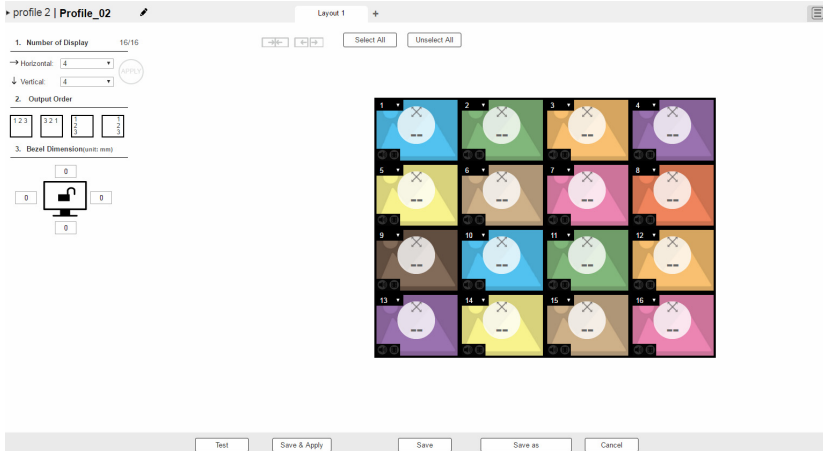 profile 2 | Profile_02
Layout 1 +
1. Number of Display 16/16
Select All
Unselect All
Horizontal: 4
APPLY
Vertical: 4
2. Output Order
1 2 3
3 2 1
1
2
3
1
2
3
3. Bezel Dimension(unit: mm)
0
0
0
0
1
2
3
4
--
--
--
--
5
6
7
8
--
--
--
--
9
10
11
12
--
--
--
--
13
14
15
16
--
--
--
--
Test
Save & Apply
Save
Save as
Cancel